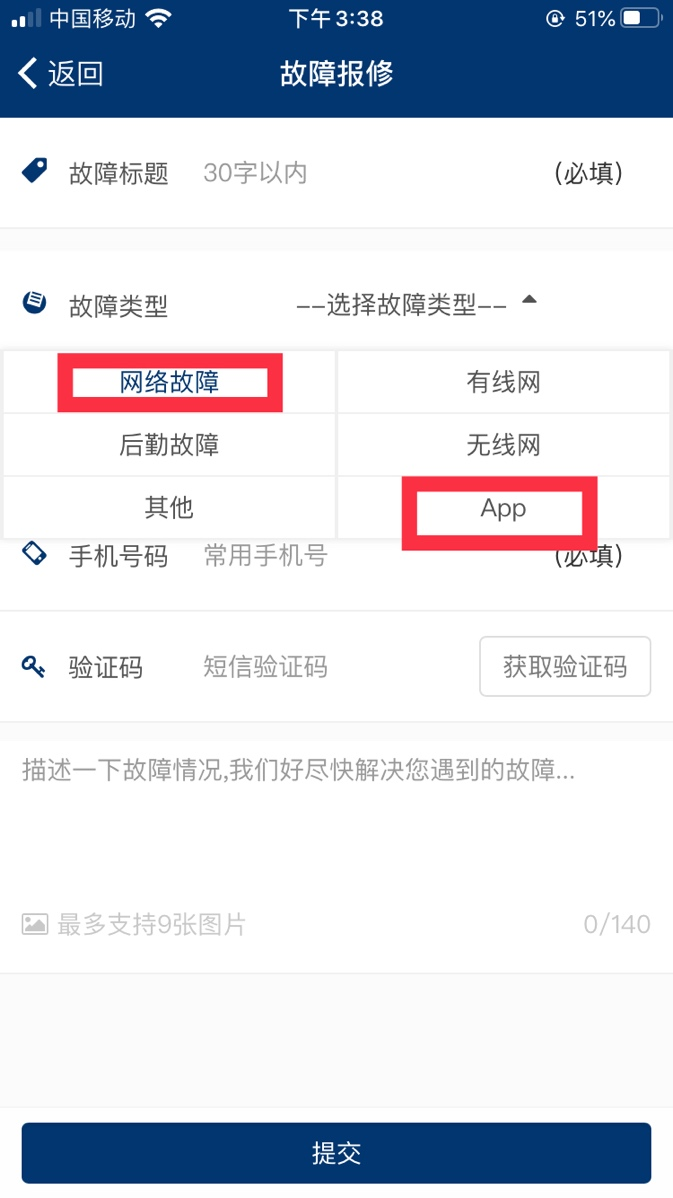 中国移动 下午3:38 51%
返回 故障报修
故障标题 30字以内 (必填)
故障类型 --选择故障类型--
网络故障 有线网
后勤故障 无线网
其他 App
手机号码 常用手机号 (必填)
验证码 短信验证码 获取验证码
描述一下故障情况,我们好尽快解决您遇到的故障...
最多支持9张图片 0/140
提交